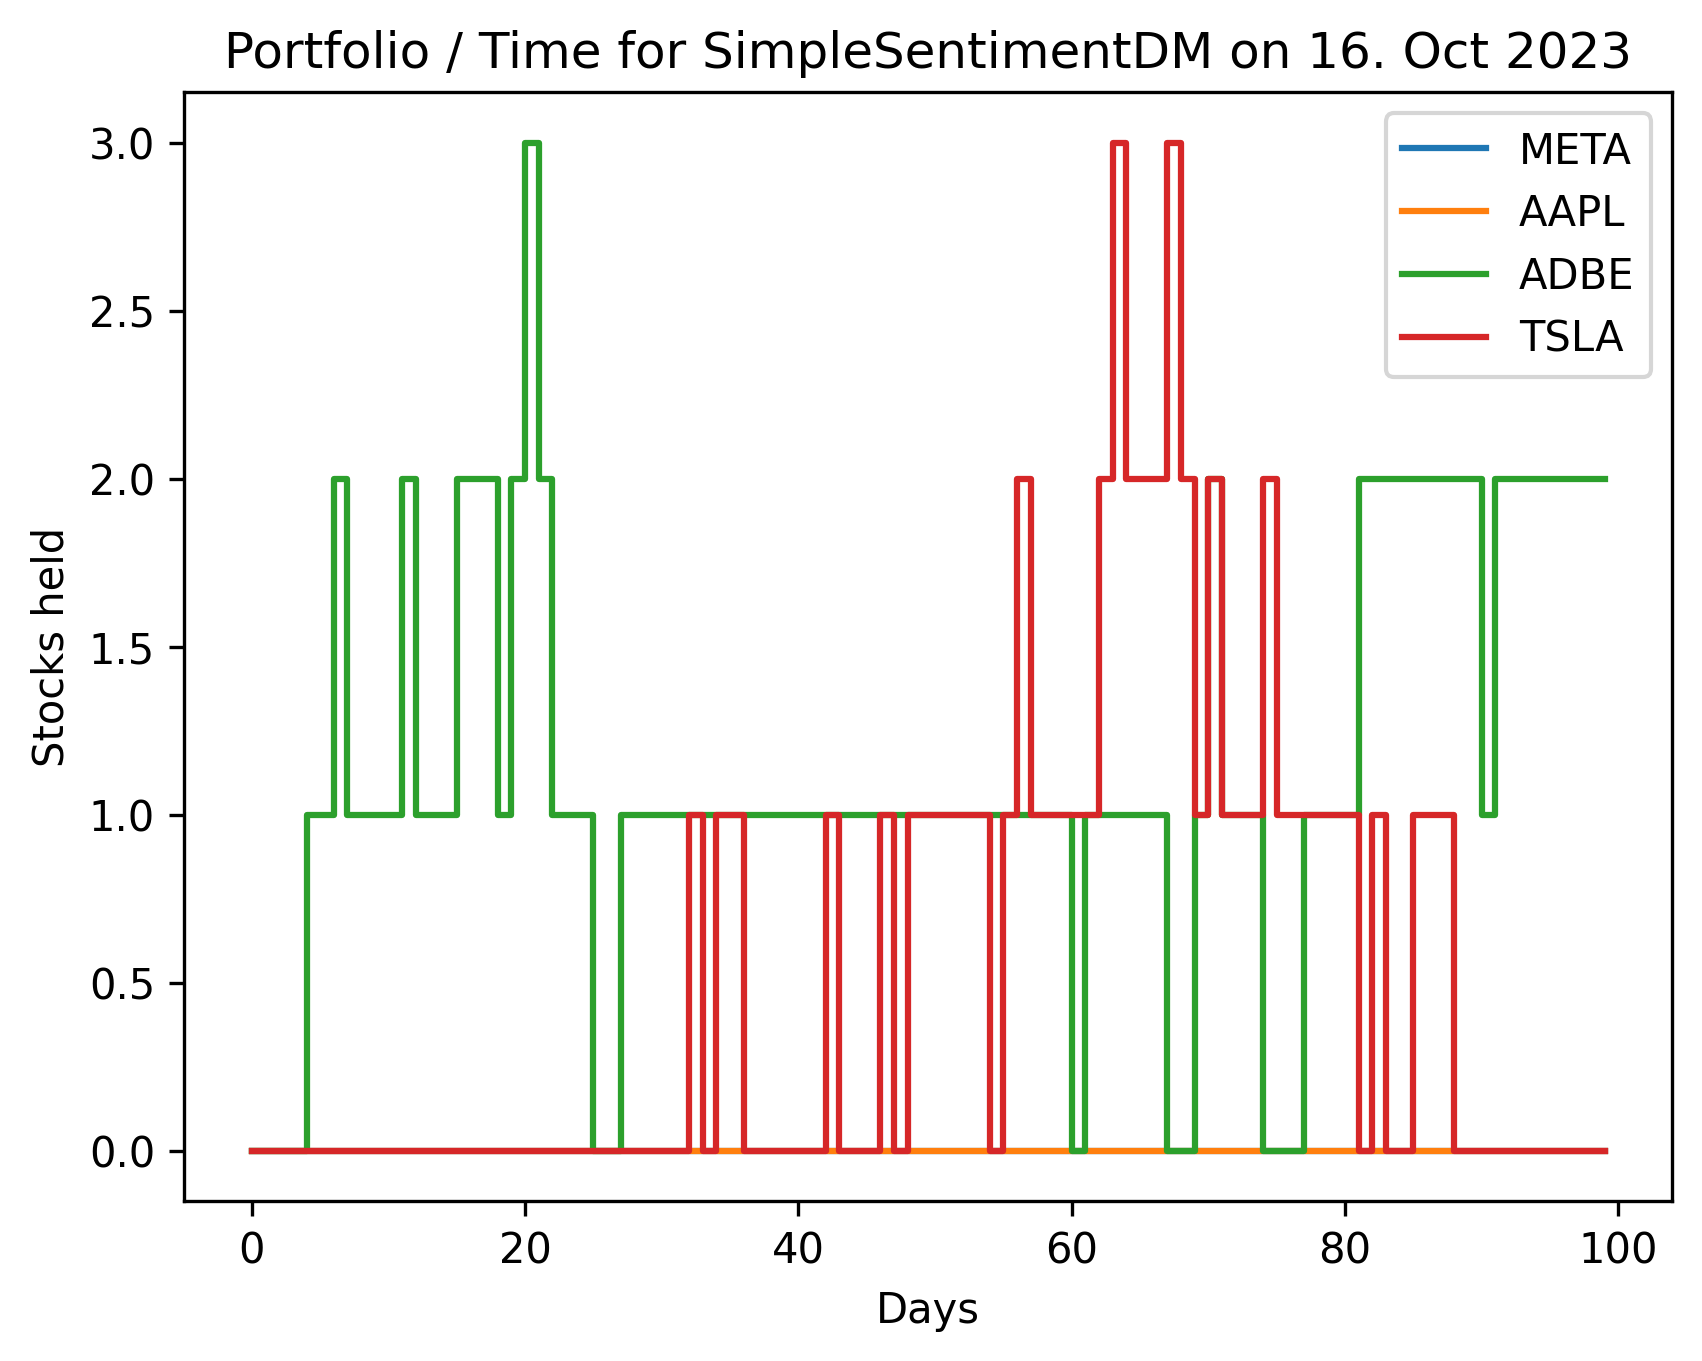 Portfolio / Time for SimpleSentimentDM on 16. Oct 2023
META
AAPL
ADBE
TSLA
3.0
2.5
2.0
1.5
1.0
0.5
0.0
Stocks held
0 20 40 60 80 100
Days